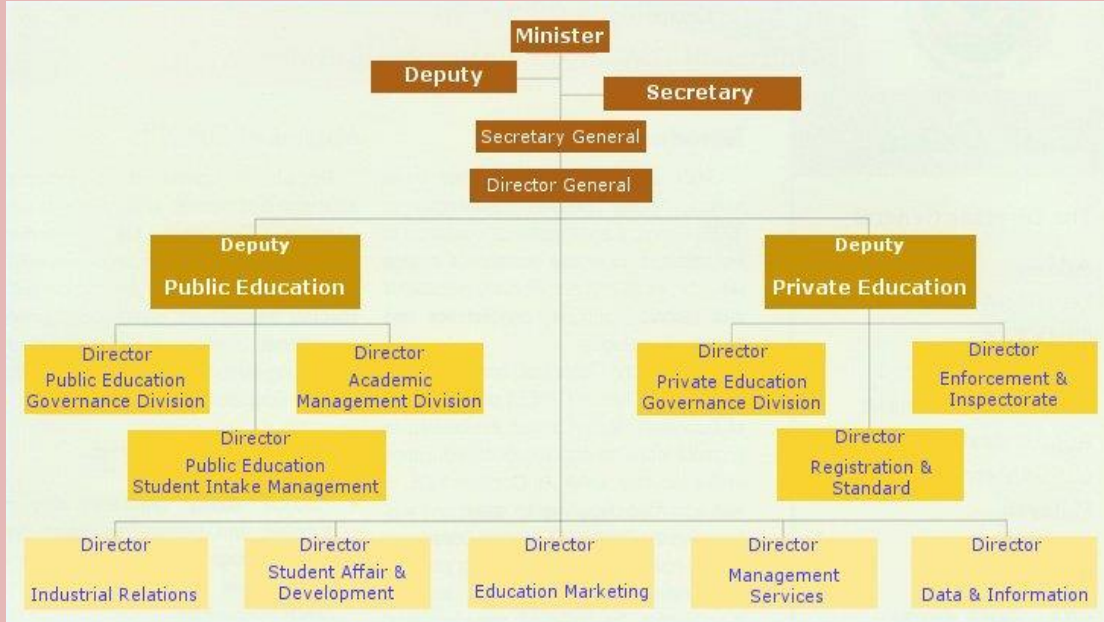 Minister
Deputy
Secretary
Secretary General
Director General
Deputy
Public Education
Deputy
Private Education
Director
Public Education
Governance Division
Director
Academic
Management Division
Director
Public Education
Student Intake Management
Director
Private Education
Governance Division
Director
Enforcement &
Inspectorate
Director
Registration &
Standard
Director
Industrial Relations
Director
Student Affair &
Development
Director
Education Marketing
Director
Management
Services
Director
Data & Information